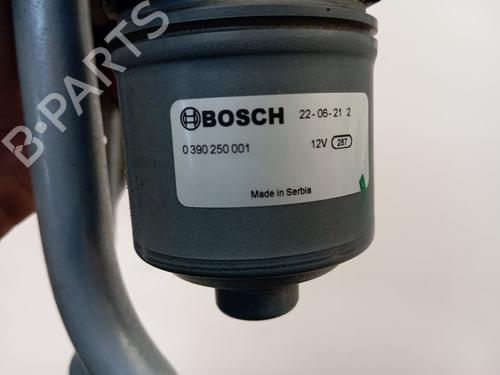 BOSCH 22-06-21 2
0 390 250 001 12V 287
Made in Serbia
B-PARTS